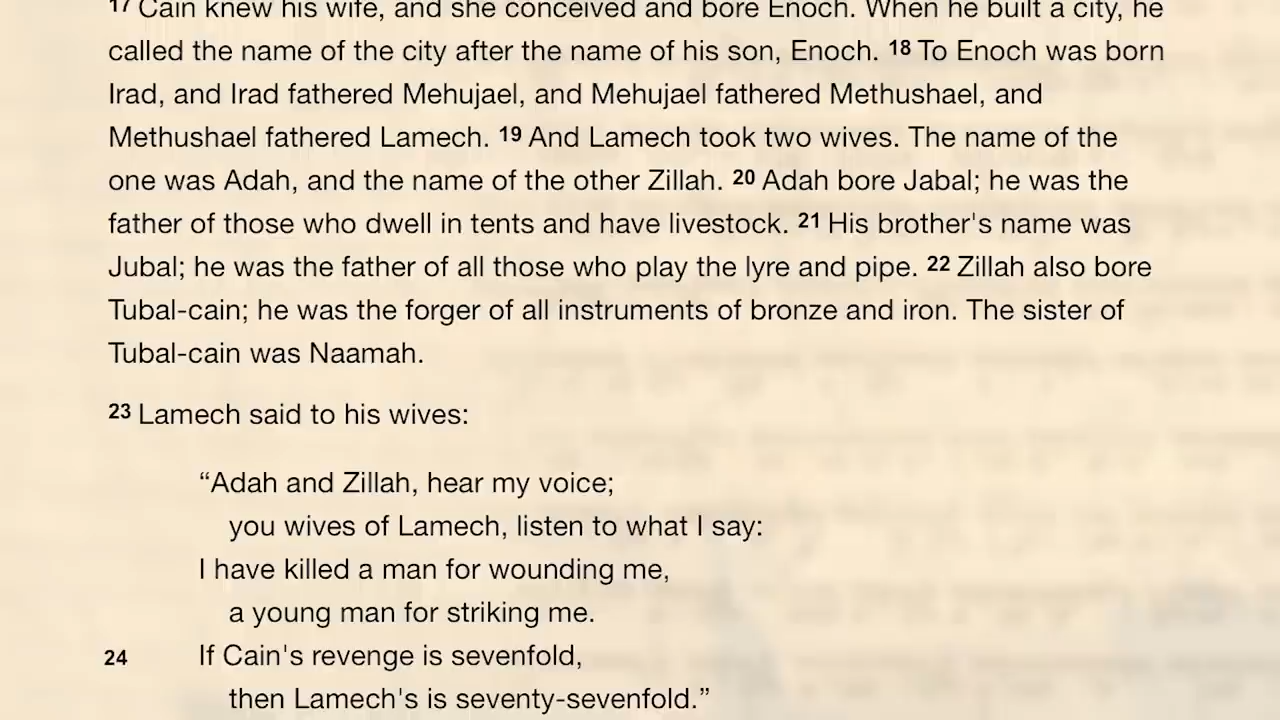 17 Cain knew his wife, and she conceived and bore Enoch. When he built a city, he
called the name of the city after the name of his son, Enoch. 18 To Enoch was born
Irad, and Irad fathered Mehujael, and Mehujael fathered Methushael, and
Methushael fathered Lamech. 19 And Lamech took two wives. The name of the
one was Adah, and the name of the other Zillah. 20 Adah bore Jabal; he was the
father of those who dwell in tents and have livestock. 21 His brother's name was
Jubal; he was the father of all those who play the lyre and pipe. 22 Zillah also bore
Tubal-cain; he was the forger of all instruments of bronze and iron. The sister of
Tubal-cain was Naamah.
23 Lamech said to his wives:
“Adah and Zillah, hear my voice;
you wives of Lamech, listen to what I say:
I have killed a man for wounding me,
a young man for striking me.
24 If Cain's revenge is sevenfold,
then Lamech's is seventy-sevenfold.”